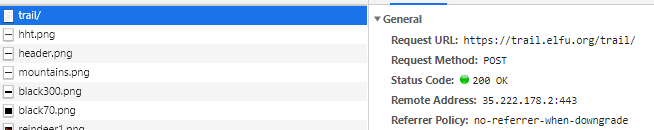 trail/
hht.png
header.png
mountains.png
black300.png
black70.png
reindeer1.png
General
Request URL: https://trail.elfu.org/trail/
Request Method: POST
Status Code: 200 OK
Remote Address: 35.222.178.2:443
Referrer Policy: no-referrer-when-downgrade